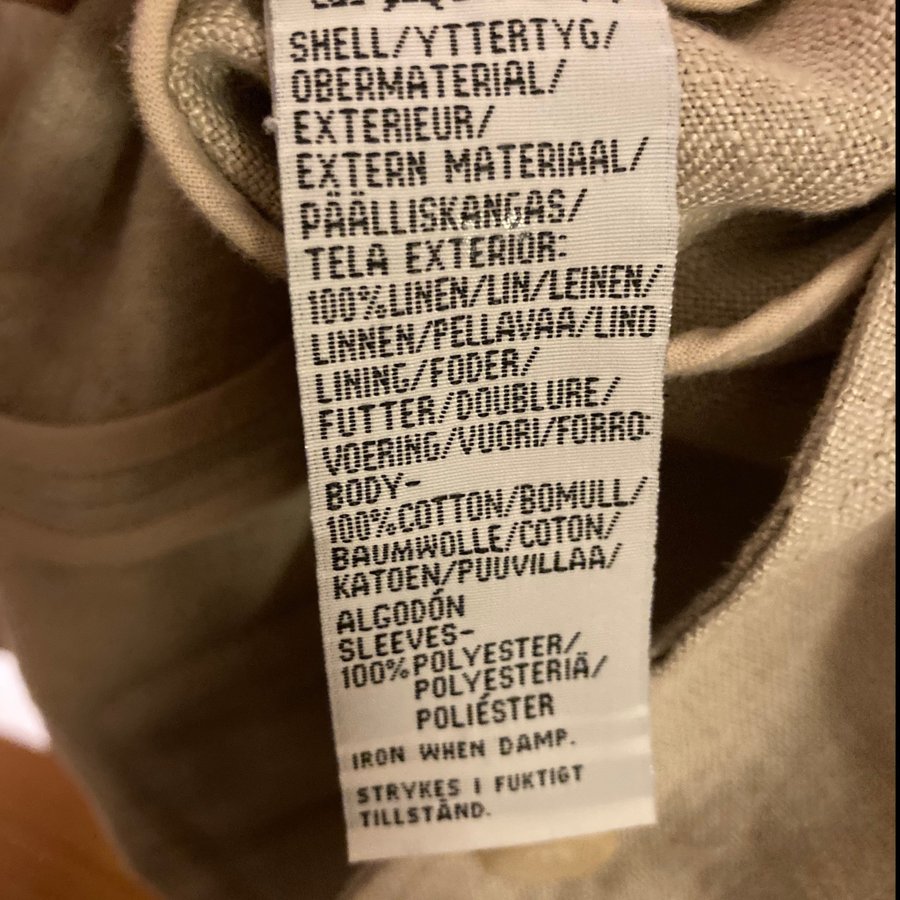 SHELL/YTTERTYG/
OBERMATERIAL/
EXTERIEUR/
EXTERN MATERIAAL/
PÄÄLLISKANGAS/
TELA EXTERIOR:
100%LINEN/LIN/LEINEN/
LINNEN/PELLAVAA/LINO
LINING/FODER/
FUTTER/DOUBLURE/
VOERING/VUORI/FORRO:
BODY-
100%COTTON/BOMULL/
BAUMWOLLE/COTON/
KATOEN/PUUVILLAA/
ALGODÓN
SLEEVES-
100%POLYESTER/
POLYESTERIÄ/
POLIÉSTER
IRON WHEN DAMP.
STRYKES I FUKTIGT
TILLSTÅND.